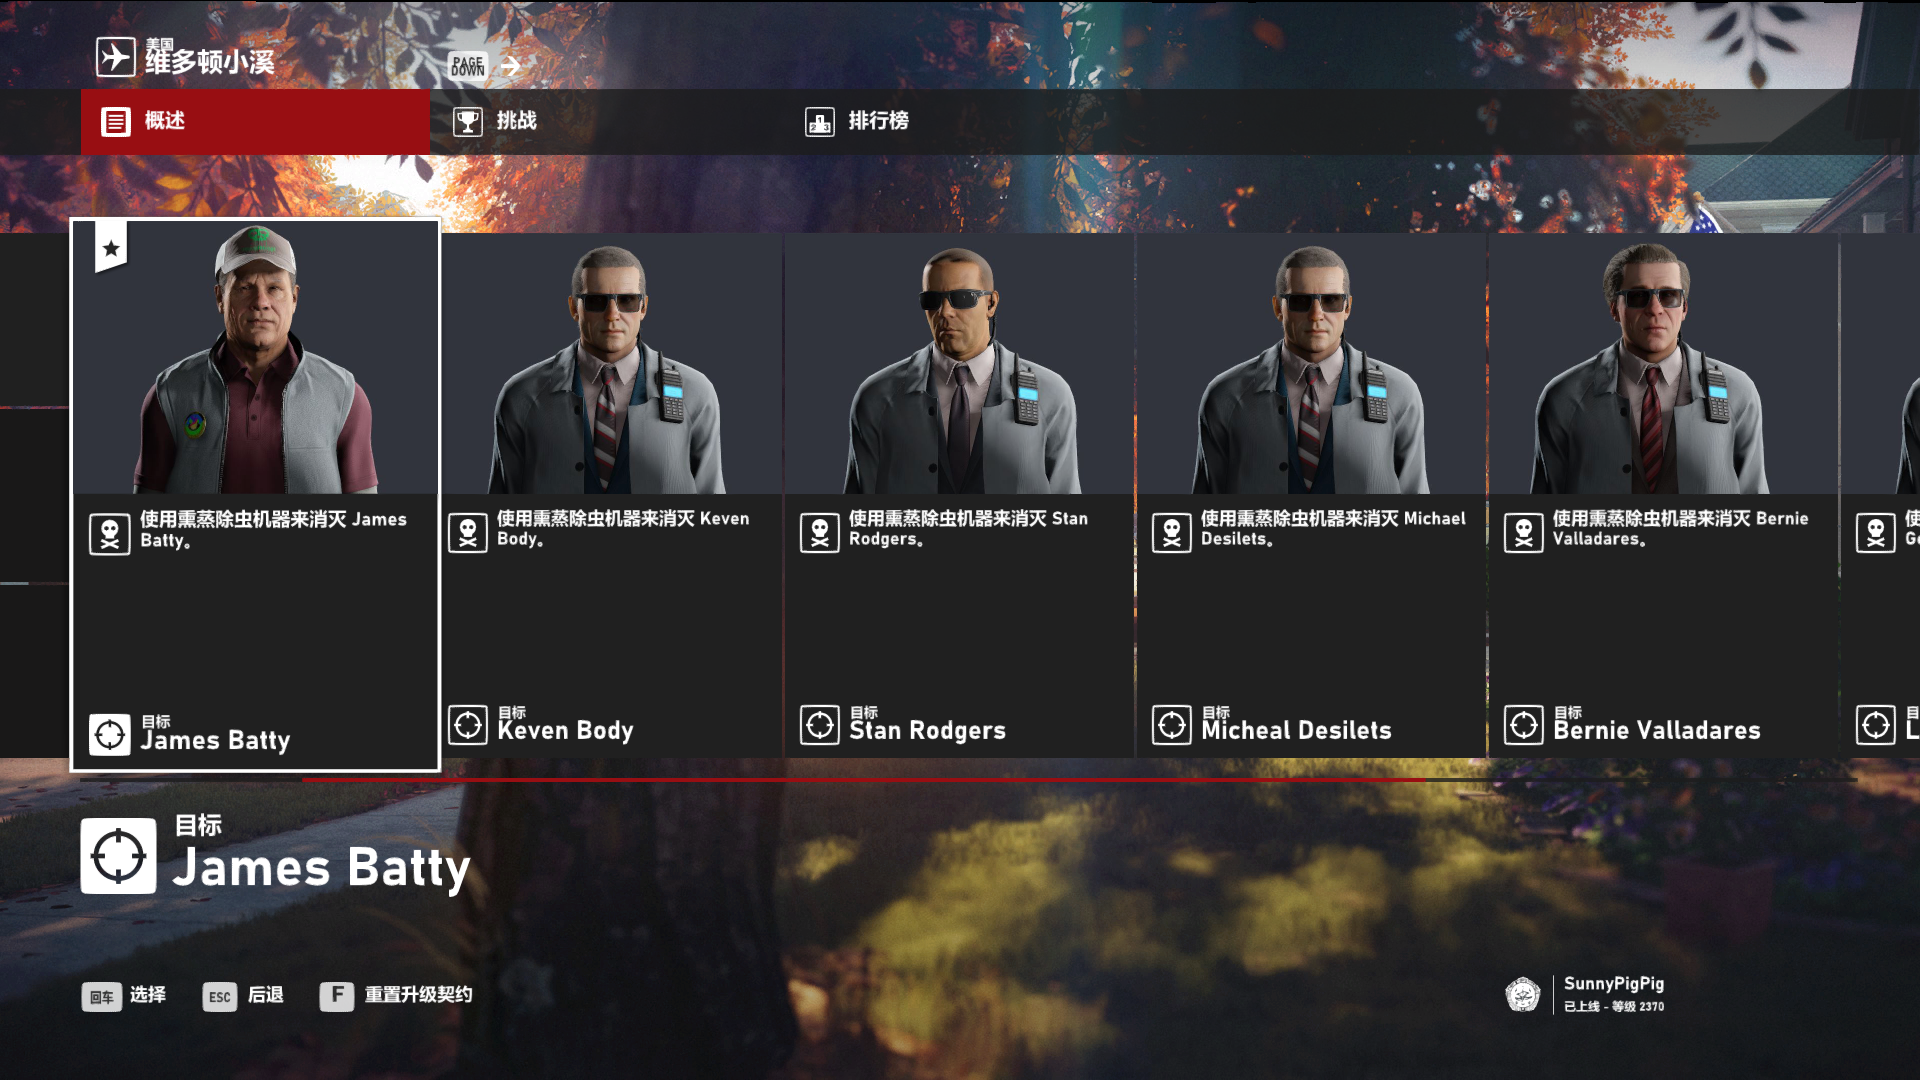 美国
维多顿小溪
PAGE DOWN
概述
挑战
排行榜
使用熏蒸除虫机器来消灭 James
Batty。
目标
James Batty
使用熏蒸除虫机器来消灭 Keven
Body。
目标
Keven Body
使用熏蒸除虫机器来消灭 Stan
Rodgers。
目标
Stan Rodgers
使用熏蒸除虫机器来消灭 Michael
Desilets。
目标
Micheal Desilets
使用熏蒸除虫机器来消灭 Bernie
Valladares。
目标
Bernie Valladares
目标
James Batty
回车 选择
ESC 后退
F 重置升级契约
SunnyPigPig
已上线 - 等级 2370